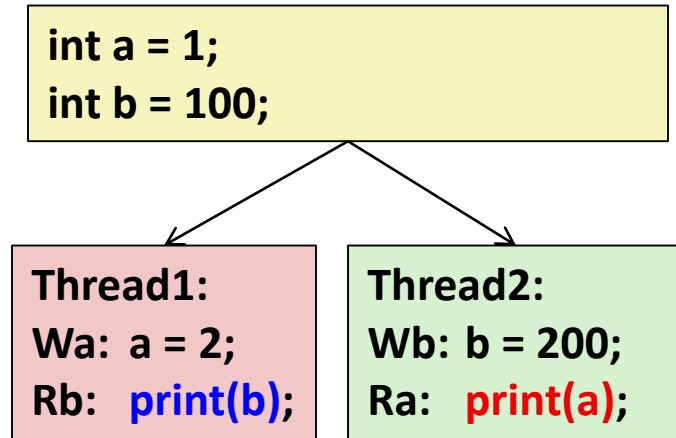 int a = 1;
int b = 100;
Thread1:
Wa: a = 2;
Rb: print(b);
Thread2:
Wb: b = 200;
Ra: print(a);